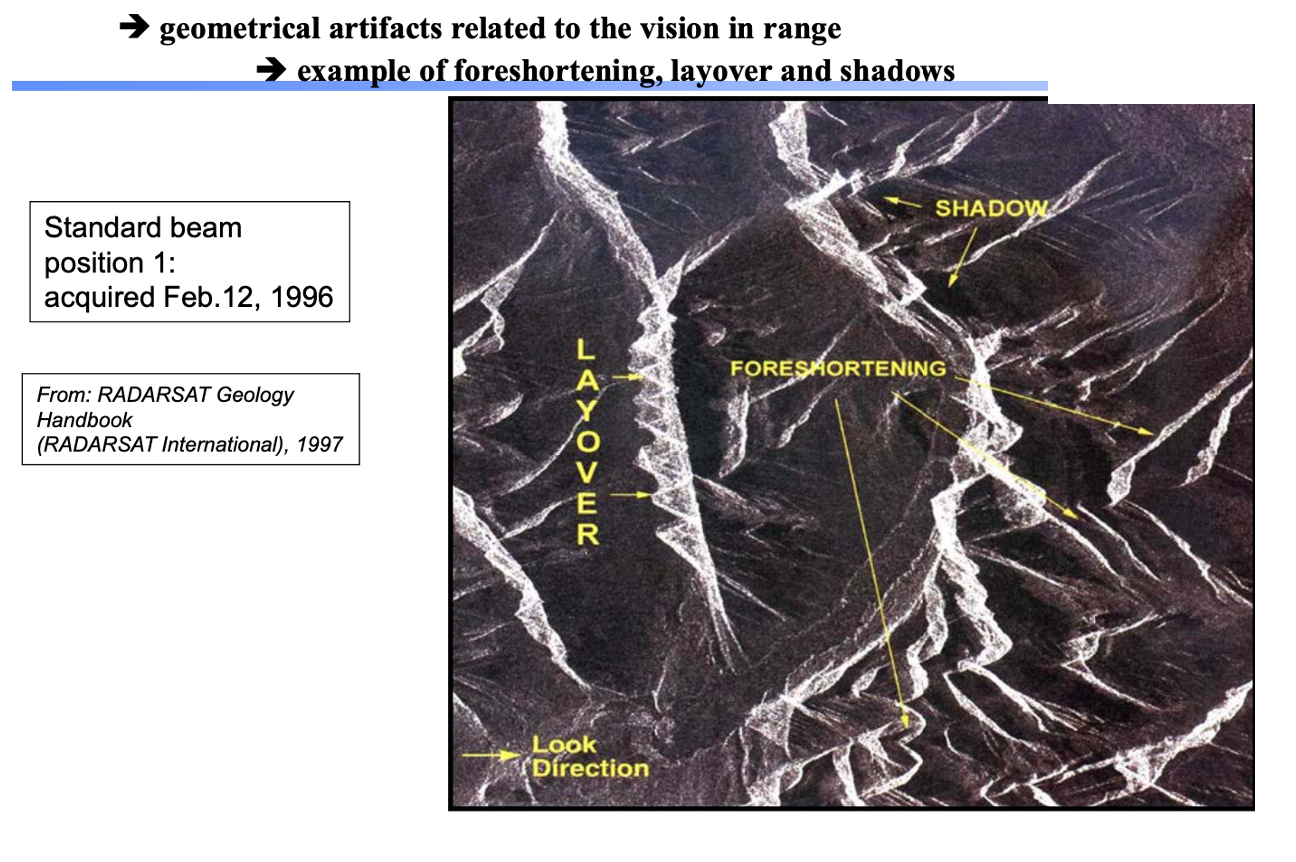 ➔ geometrical artifacts related to the vision in range
➔ example of foreshortening, layover and shadows
Standard beam
position 1:
acquired Feb.12, 1996
From: RADARSAT Geology
Handbook
(RADARSAT International), 1997
SHADOW
FORESHORTENING
LAYOVER
Look
Direction